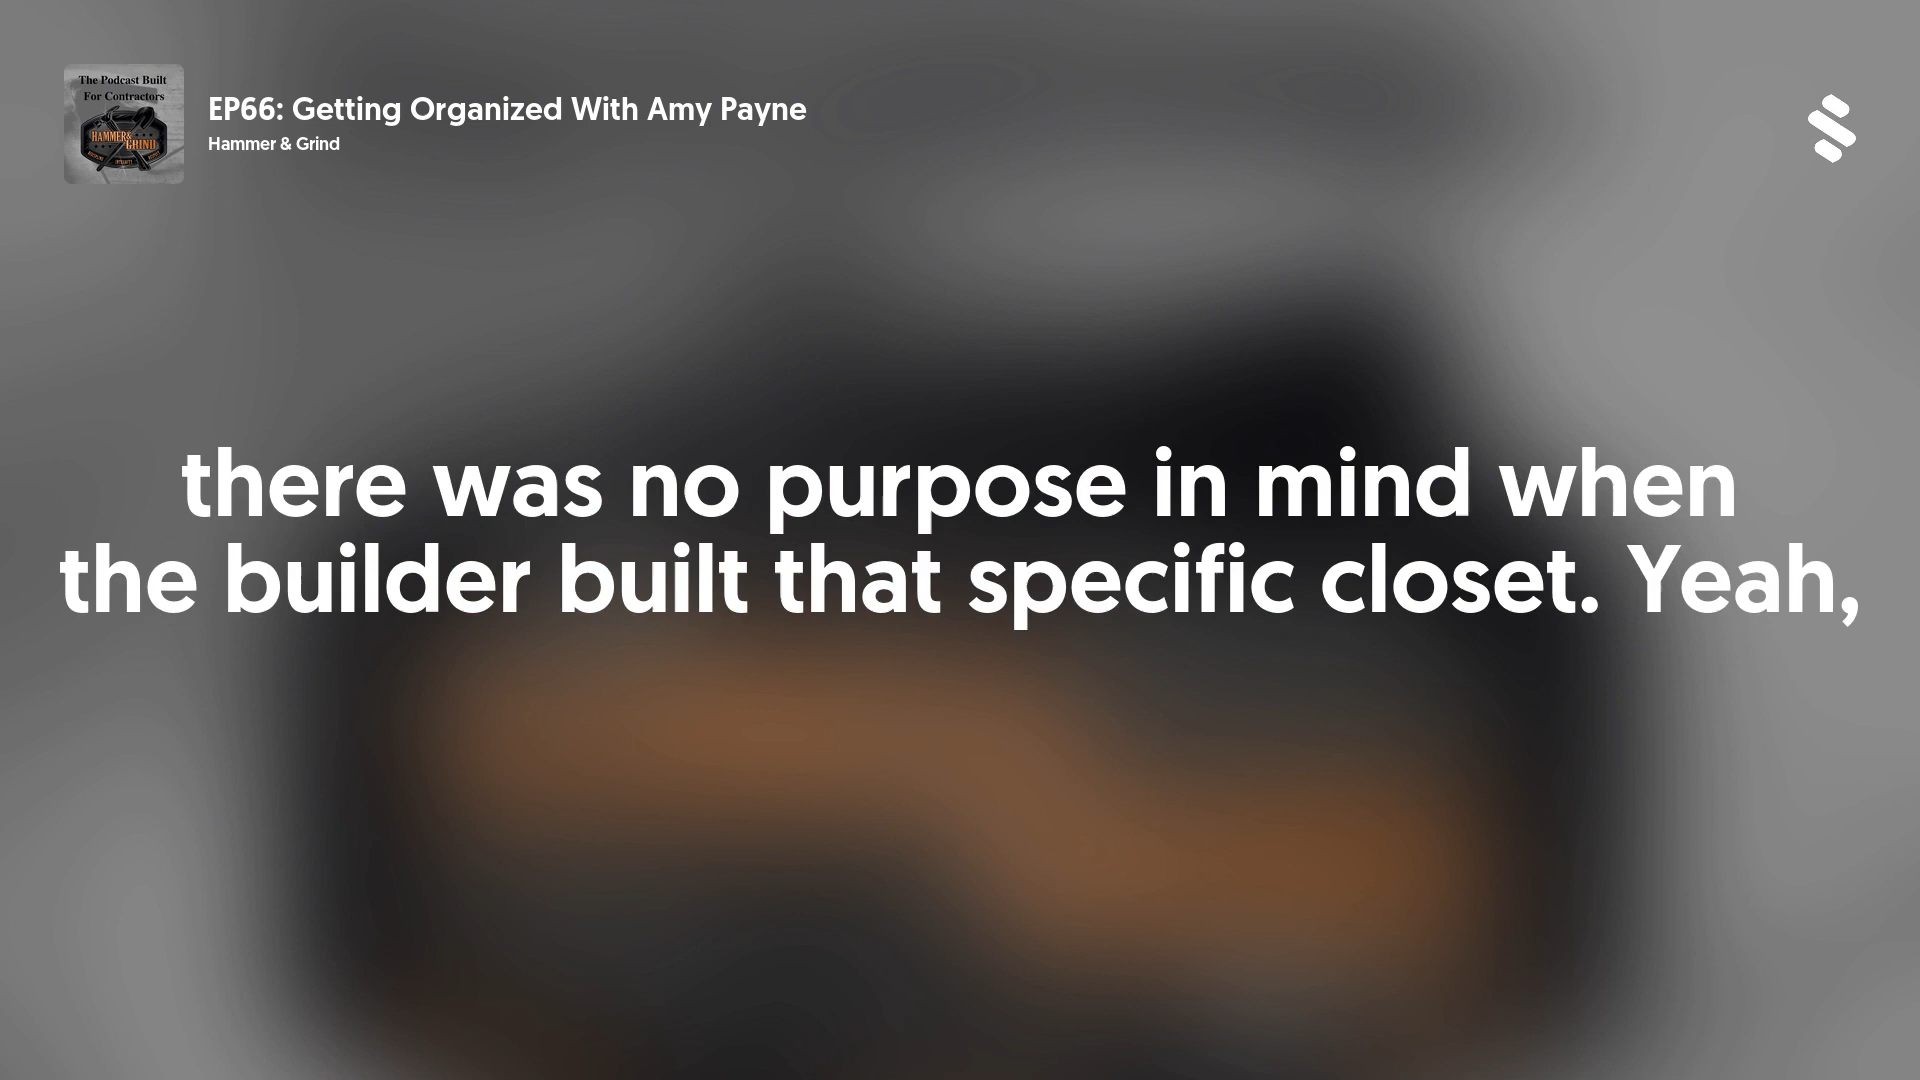 The Podcast Built
For Contractors
HAMMER&
GRIND
EP66: Getting Organized With Amy Payne
Hammer & Grind
there was no purpose in mind when
the builder built that specific closet. Yeah,